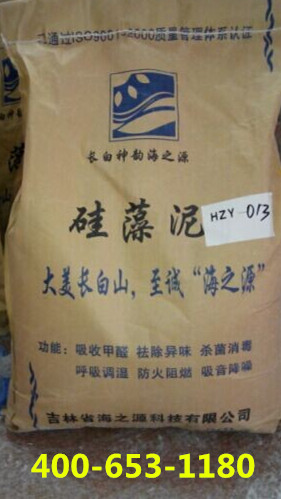 已通过ISO9001-2000质量管理体系认证
长白神韵海之源
硅藻泥
HZY-013
大美长白山，至诚“海之源”
功能：吸收甲醛 祛除异味 杀菌消毒
呼吸调湿 防火阻燃 吸音降噪
吉林省海之源科技有限公司
400-653-1180